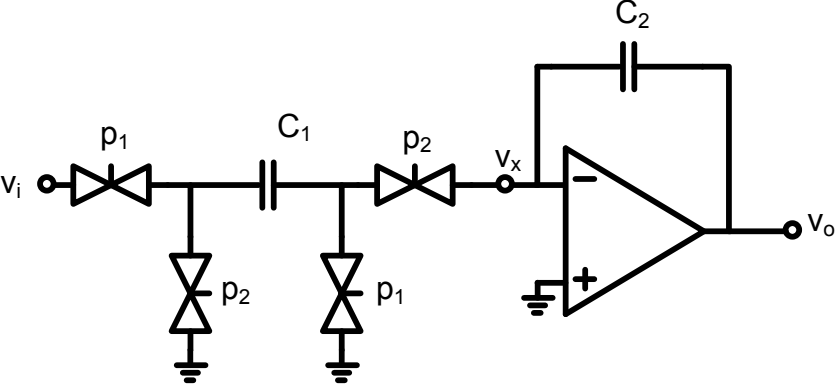 C₂
p₁
C₁
p₂
vₓ
vᵢ
−
vₒ
p₂
p₁
+